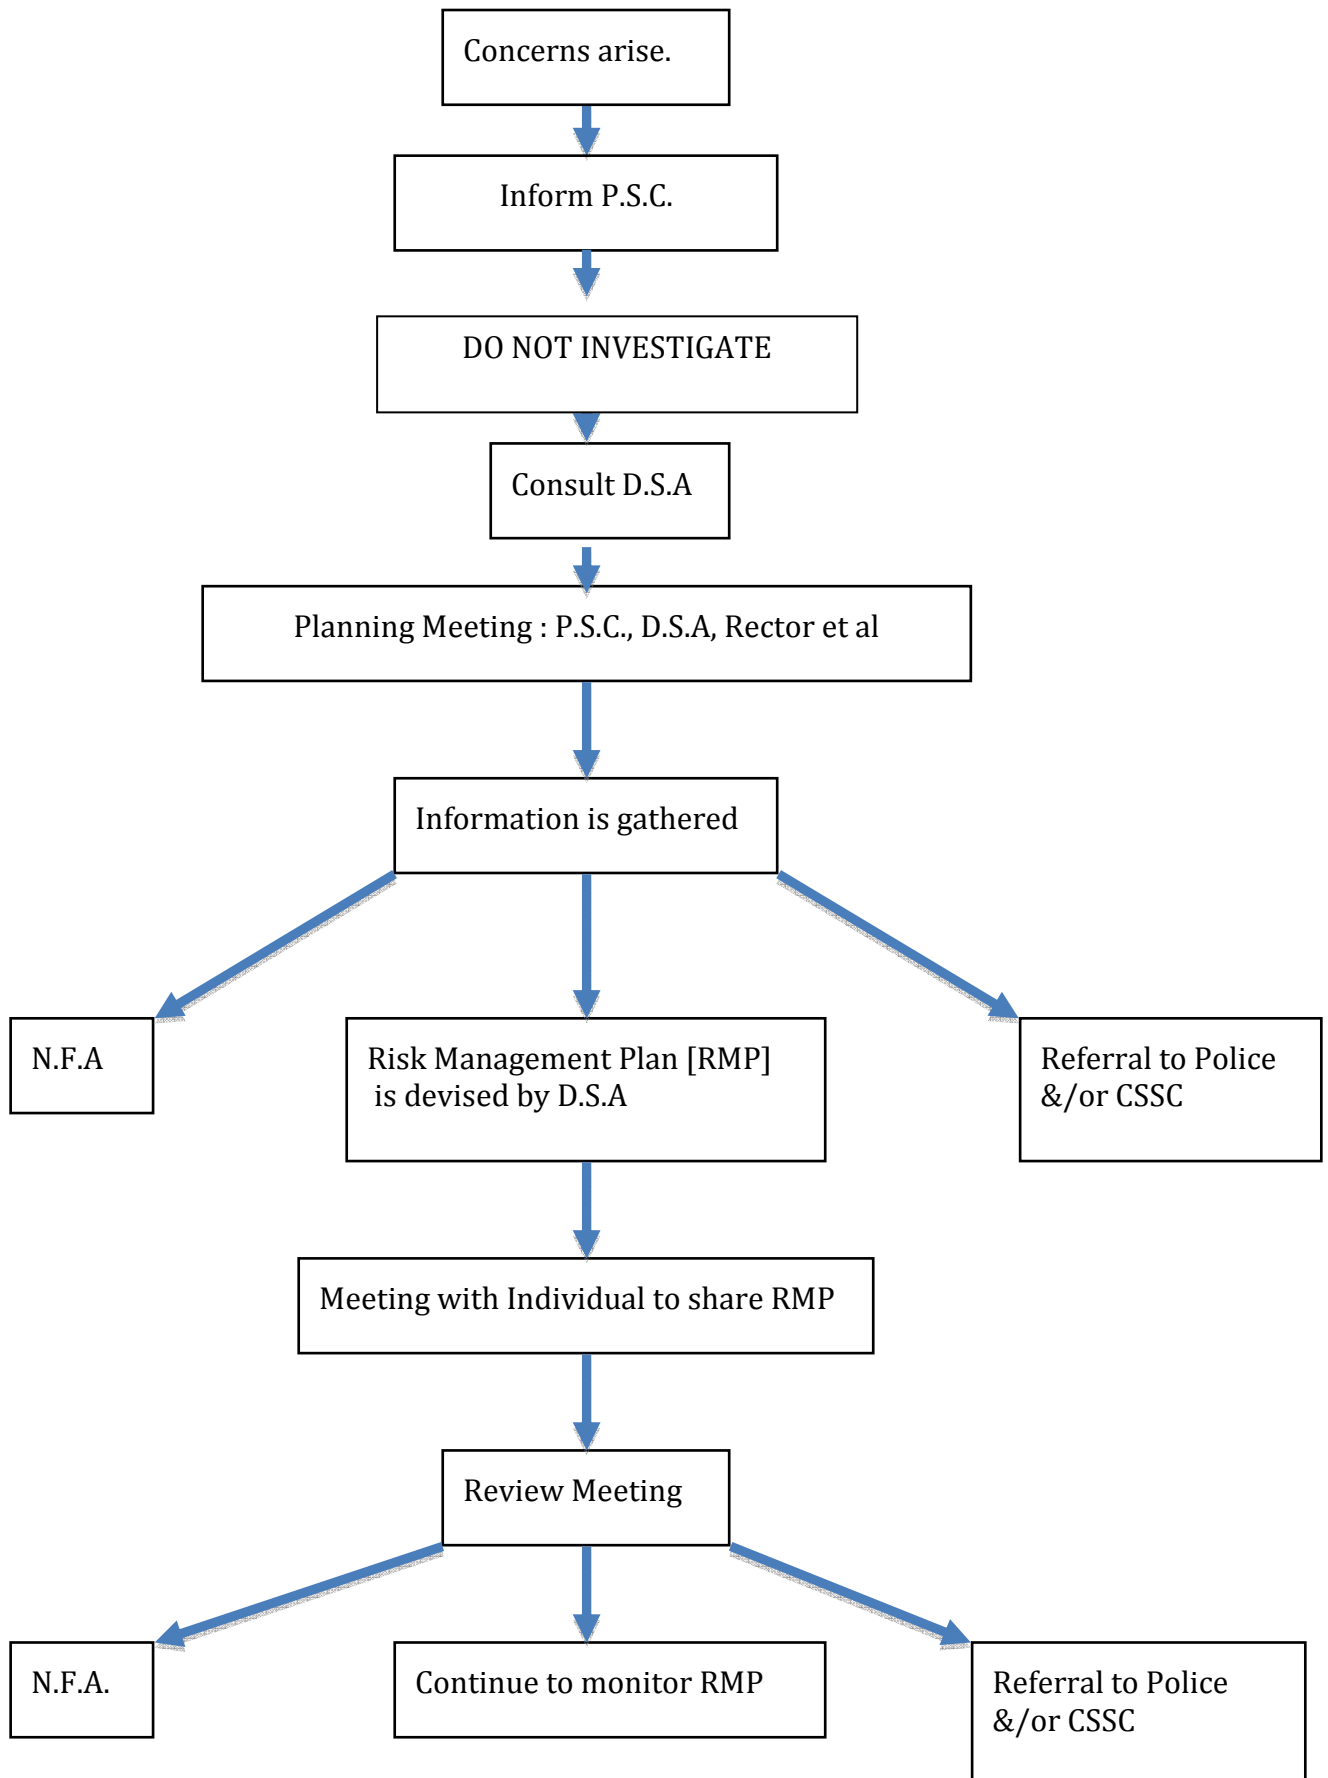 Concerns arise.
Inform P.S.C.
DO NOT INVESTIGATE
Consult D.S.A
Planning Meeting : P.S.C., D.S.A, Rector et al
Information is gathered
N.F.A
Risk Management Plan [RMP]
is devised by D.S.A
Referral to Police
&/or CSSC
Meeting with Individual to share RMP
Review Meeting
N.F.A.
Continue to monitor RMP
Referral to Police
&/or CSSC